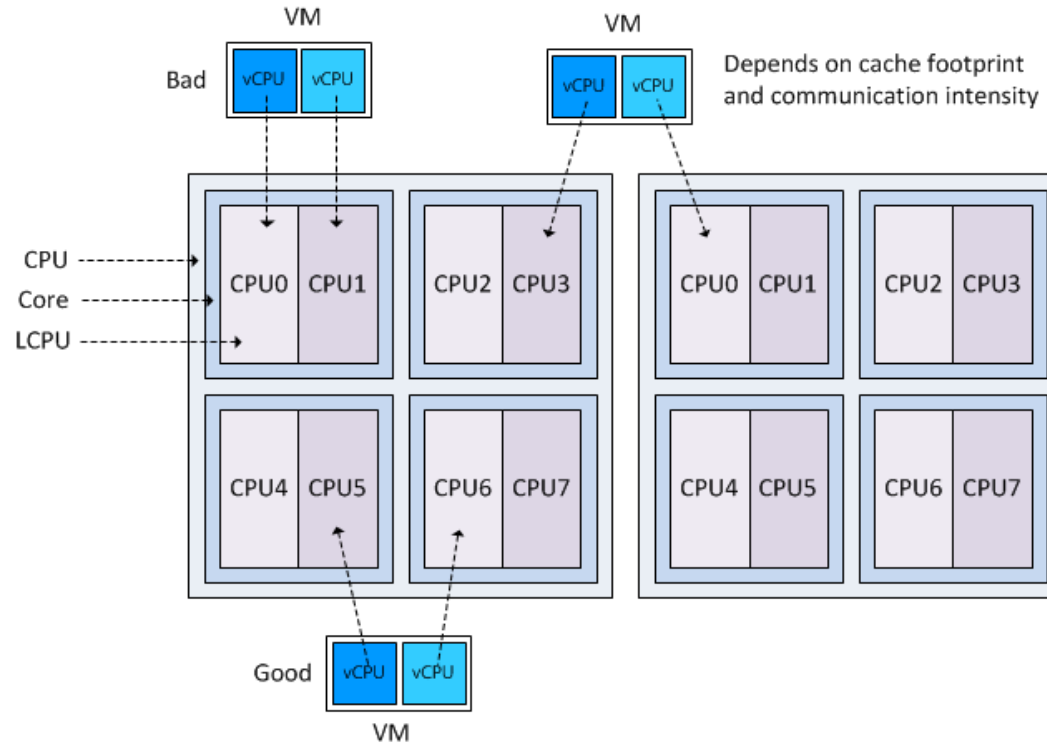 VM
VM
Bad
vCPU
vCPU
vCPU
vCPU
Depends on cache footprint
and communication intensity
CPU
Core
LCPU
CPU0
CPU1
CPU2
CPU3
CPU0
CPU1
CPU2
CPU3
CPU4
CPU5
CPU6
CPU7
CPU4
CPU5
CPU6
CPU7
Good
vCPU
vCPU
VM